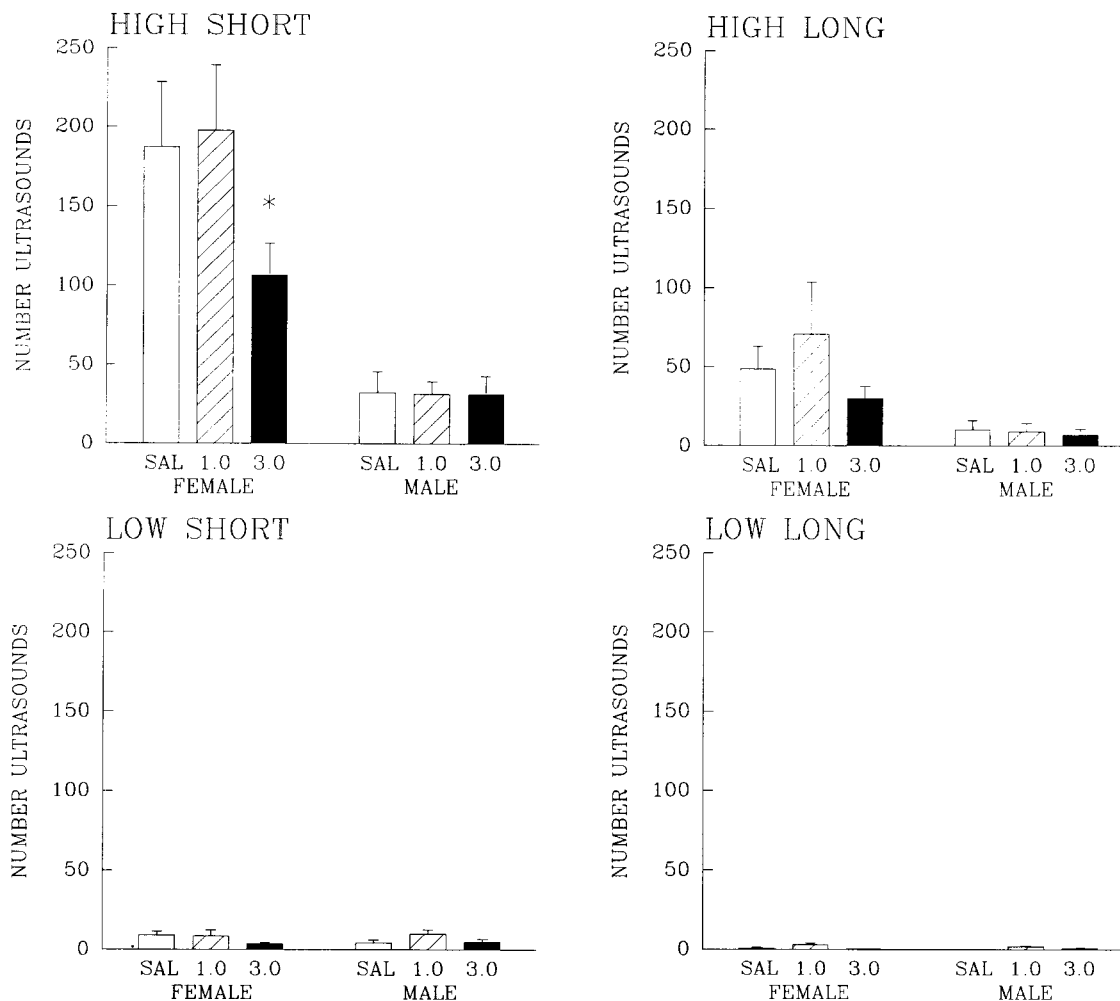 HIGH SHORT
250
200
150
100
50
0
NUMBER ULTRASOUNDS
*
SAL 1.0 3.0 SAL 1.0 3.0
FEMALE MALE
HIGH LONG
250
200
150
100
50
0
NUMBER ULTRASOUNDS
SAL 1.0 3.0 SAL 1.0 3.0
FEMALE MALE
LOW SHORT
250
200
150
100
50
0
NUMBER ULTRASOUNDS
SAL 1.0 3.0 SAL 1.0 3.0
FEMALE MALE
LOW LONG
250
200
150
100
50
0
NUMBER ULTRASOUNDS
SAL 1.0 3.0 SAL 1.0 3.0
FEMALE MALE